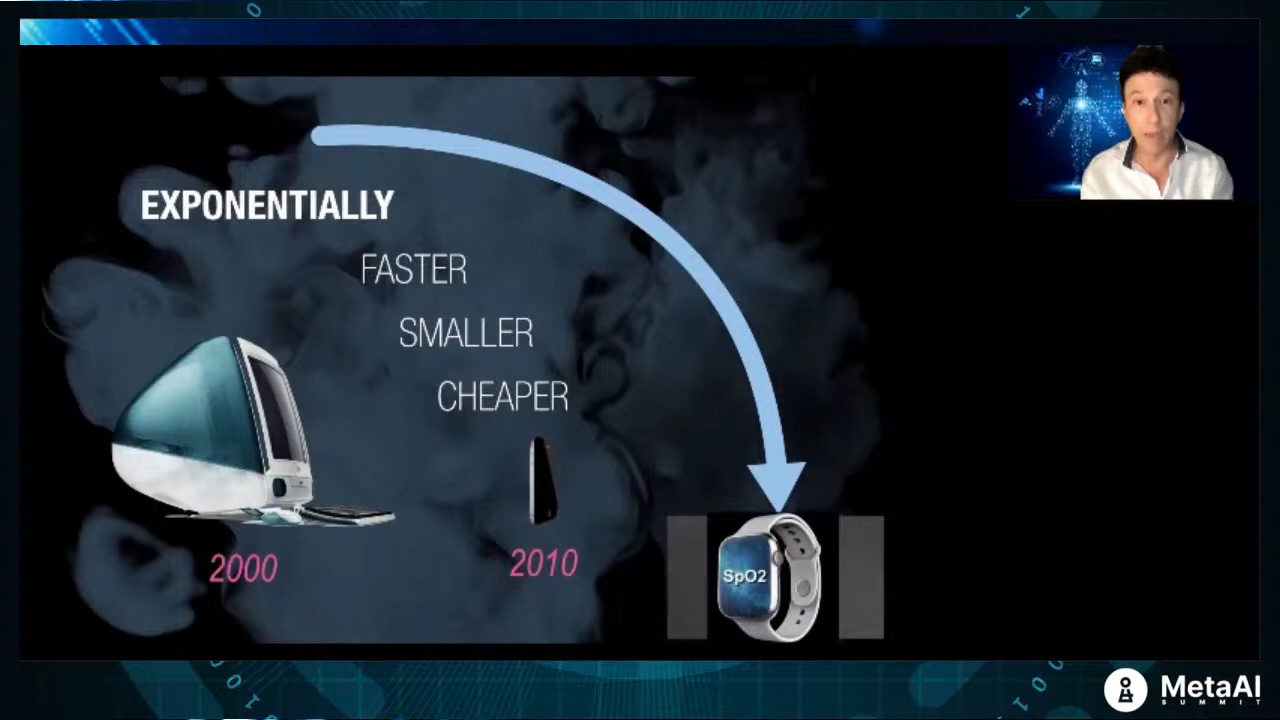 EXPONENTIALLY
FASTER
SMALLER
CHEAPER
2000
2010
SpO2
MetaAI
SUMMIT